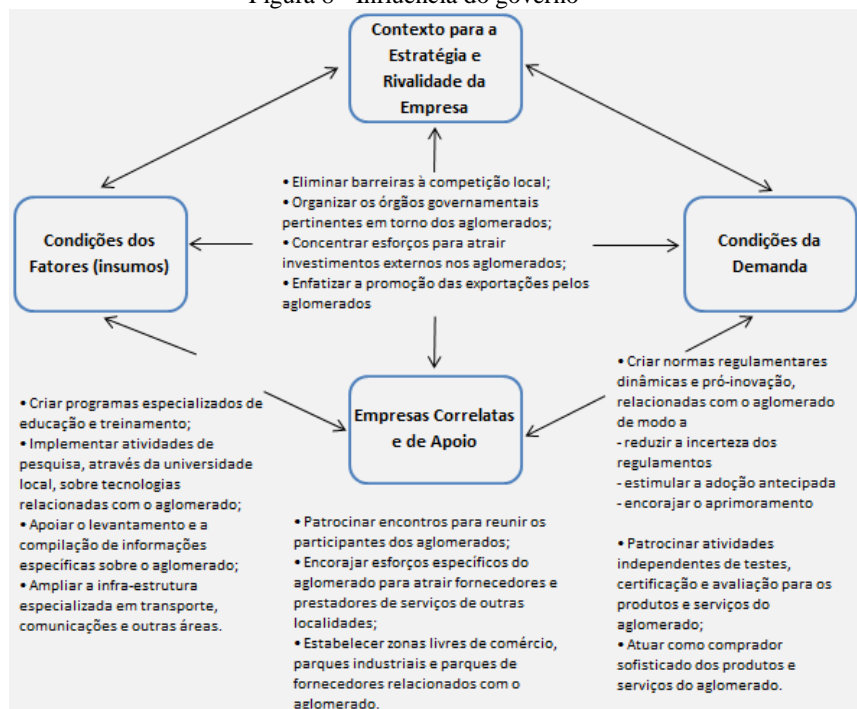 Figura 8 - Influência do governo
Contexto para a
Estratégia e
Rivalidade da
Empresa
• Eliminar barreiras à competição local;
• Organizar os órgãos governamentais
pertinentes em torno dos aglomerados;
• Concentrar esforços para atrair
investimentos externos nos aglomerados;
• Enfatizar a promoção das exportações pelos
aglomerados
Condições dos
Fatores (insumos)
Condições da
Demanda
Empresas Correlatas
e de Apoio
• Criar programas especializados de
educação e treinamento;
• Implementar atividades de
pesquisa, através da universidade
local, sobre tecnologias
relacionadas com o aglomerado;
• Apoiar o levantamento e a
compilação de informações
específicas sobre o aglomerado;
• Ampliar a infra-estrutura
especializada em transporte,
comunicações e outras áreas.
• Patrocinar encontros para reunir os
participantes dos aglomerados;
• Encorajar esforços específicos do
aglomerado para atrair fornecedores e
prestadores de serviços de outras
localidades;
• Estabelecer zonas livres de comércio,
parques industriais e parques de
fornecedores relacionados com o
aglomerado.
• Criar normas regulamentares
dinâmicas e pró-inovação,
relacionadas com o aglomerado
de modo a
- reduzir a incerteza dos
regulamentos
- estimular a adoção antecipada
- encorajar o aprimoramento
• Patrocinar atividades
independentes de testes,
certificação e avaliação para os
produtos e serviços do
aglomerado;
• Atuar como comprador
sofisticado dos produtos e
serviços do aglomerado.